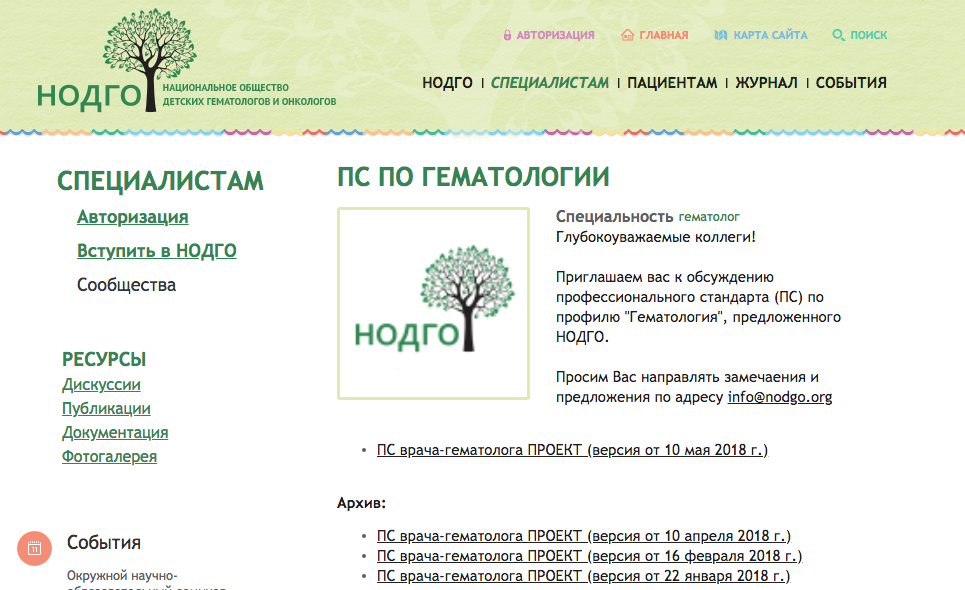 АВТОРИЗАЦИЯ ГЛАВНАЯ КАРТА САЙТА ПОИСК
НОДГО
НАЦИОНАЛЬНОЕ ОБЩЕСТВО
ДЕТСКИХ ГЕМАТОЛОГОВ И ОНКОЛОГОВ
НОДГО СПЕЦИАЛИСТАМ ПАЦИЕНТАМ ЖУРНАЛ СОБЫТИЯ
СПЕЦИАЛИСТАМ
Авторизация
Вступить в НОДГО
Сообщества
РЕСУРСЫ
Дискуссии
Публикации
Документация
Фотогалерея
11
События
Окружной научно-
ПС ПО ГЕМАТОЛОГИИ
НОДГО
Специальность гематолог
Глубокоуважаемые коллеги!
Приглашаем вас к обсуждению
профессионального стандарта (ПС) по
профилю "Гематология", предложенного
НОДГО.
Просим Вас направлять замечаения и
предложения по адресу info@nodgo.org
• ПС врача-гематолога ПРОЕКТ (версия от 10 мая 2018 г.)
Архив:
• ПС врача-гематолога ПРОЕКТ (версия от 10 апреля 2018 г.)
• ПС врача-гематолога ПРОЕКТ (версия от 16 февраля 2018 г.)
• ПС врача-гематолога ПРОЕКТ (версия от 22 января 2018 г.)